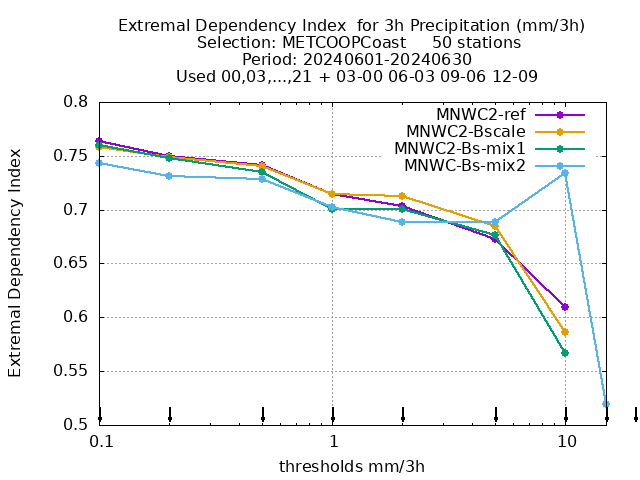 Extremal Dependency Index  for 3h Precipitation (mm/3h)
Selection: METCOOPCoast     50 stations
Period: 20240601-20240630
Used 00,03,...,21 + 03-00 06-03 09-06 12-09
MNWC2-ref
MNWC2-Bscale
MNWC2-Bs-mix1
MNWC-Bs-mix2
Extremal Dependency Index
0.8
0.75
0.7
0.65
0.6
0.55
0.5
0.1 1 10
thresholds mm/3h